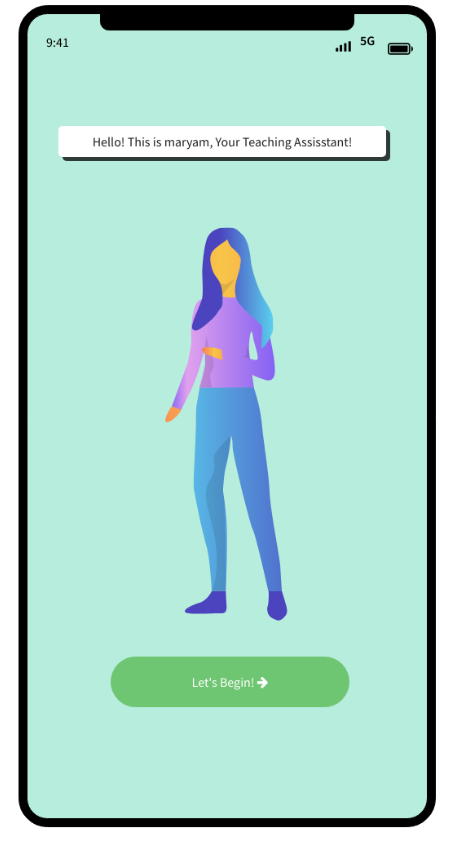 9:41
5G
Hello! This is maryam, Your Teaching Assisstant!
Let's Begin!